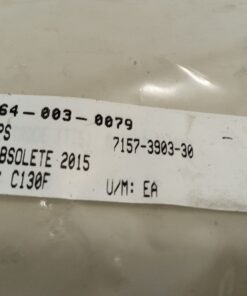 64-003-0079
PS
7157-3903-30
BSOLETE 2015
C130F
U/M: EA